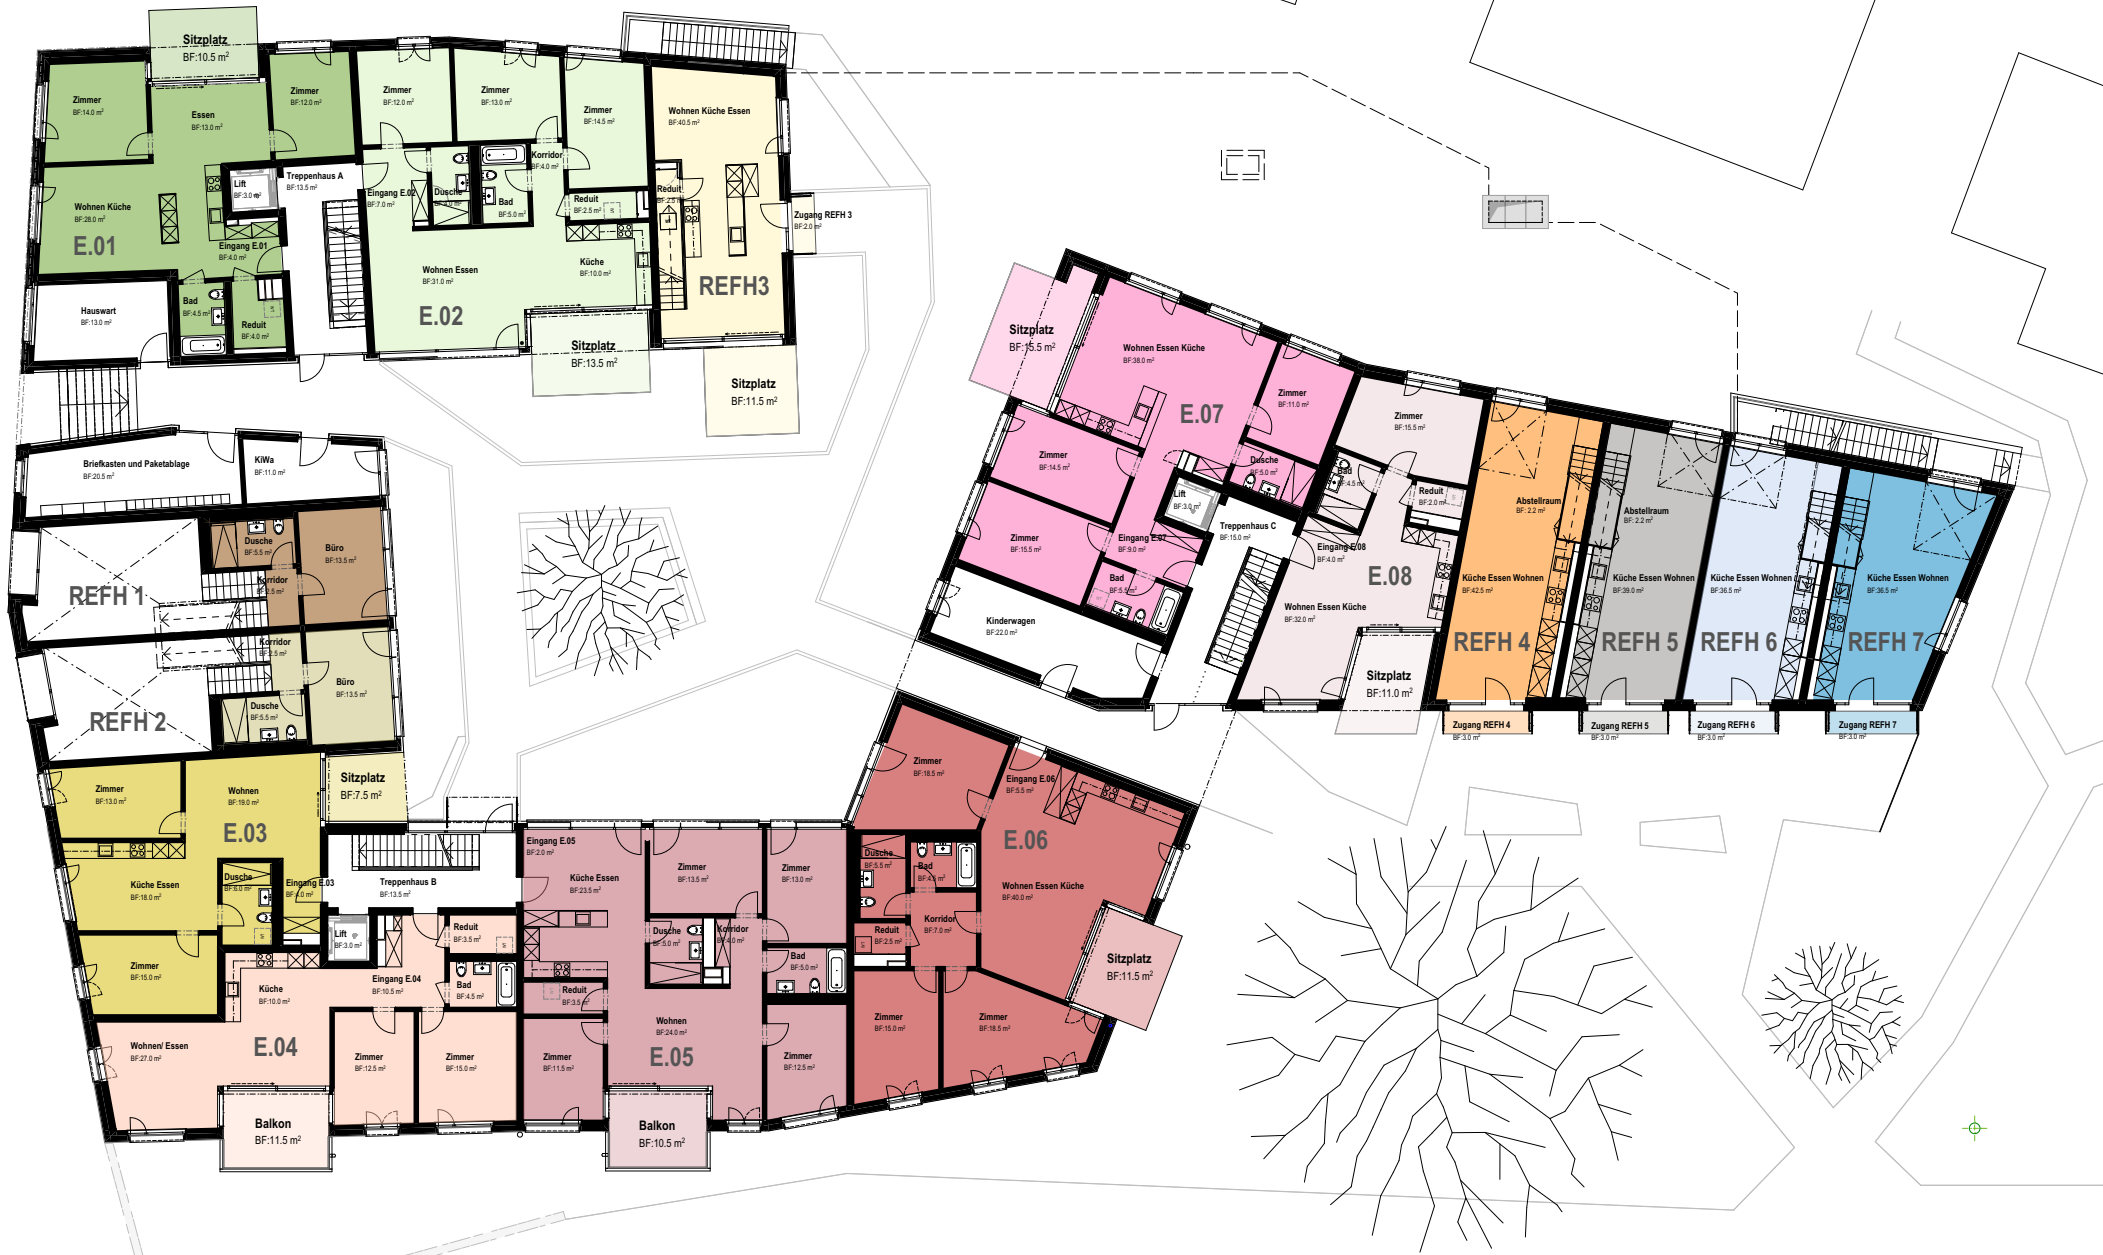 Sitzplatz
BF:10.5 m²
Zimmer
BF:14.0 m²
Essen
BF:13.0 m²
Zimmer
BF:12.0 m²
Wohnen Küche
BF:28.0 m²
E.01
Lift
BF:3.0 m²
Treppenhaus A
BF:13.5 m²
Eingang E.01
BF:4.0 m²
Hauswart
BF:13.0 m²
Bad
BF:4.5 m²
Reduit
BF:4.0 m²
Zimmer
BF:12.0 m²
Zimmer
BF:13.0 m²
Zimmer
BF:14.5 m²
Eingang E.02
BF:7.0 m²
Dusche
Bad
BF:5.0 m²
Korridor
BF:4.0 m²
Reduit
BF:2.5 m²
Wohnen Essen
BF:31.0 m²
Küche
BF:10.0 m²
E.02
Sitzplatz
BF:13.5 m²
Wohnen Küche Essen
BF:40.5 m²
Reduit
BF:2.5 m²
REFH3
Zugang REFH 3
BF:2.0 m²
Sitzplatz
BF:11.5 m²
Briefkasten und Paketablage
BF:20.5 m²
KiWa
BF:11.0 m²
REFH 1
Dusche
BF:5.5 m²
Korridor
BF:2.5 m²
Büro
BF:13.5 m²
REFH 2
Korridor
BF:2.5 m²
Dusche
BF:5.5 m²
Büro
BF:13.5 m²
Zimmer
BF:13.0 m²
Wohnen
BF:19.0 m²
Sitzplatz
BF:7.5 m²
E.03
Küche Essen
BF:18.0 m²
Dusche
BF:6.0 m²
Eingang E.03
BF:4.0 m²
Zimmer
BF:15.0 m²
Treppenhaus B
BF:13.5 m²
Lift
BF:3.0 m²
Reduit
BF:3.5 m²
Küche
BF:10.0 m²
Eingang E.04
BF:10.5 m²
Bad
BF:4.5 m²
Wohnen/ Essen
BF:27.0 m²
E.04
Zimmer
BF:12.5 m²
Zimmer
BF:15.0 m²
Balkon
BF:11.5 m²
Eingang E.05
BF:2.0 m²
Küche Essen
BF:23.5 m²
Zimmer
BF:13.5 m²
Zimmer
BF:13.0 m²
Dusche
BF:5.0 m²
Korridor
BF:4.0 m²
Bad
BF:5.0 m²
Reduit
BF:3.5 m²
Wohnen
BF:24.0 m²
E.05
Zimmer
BF:11.5 m²
Zimmer
BF:12.5 m²
Balkon
BF:10.5 m²
Zimmer
BF:18.5 m²
Eingang E.06
BF:5.5 m²
E.06
Dusche
BF:5.5 m²
Bad
BF:4.5 m²
Wohnen Essen Küche
BF:40.0 m²
Korridor
BF:7.0 m²
Reduit
BF:2.5 m²
Zimmer
BF:15.0 m²
Zimmer
BF:18.5 m²
Sitzplatz
BF:11.5 m²
Sitzplatz
BF:15.5 m²
Wohnen Essen Küche
BF:38.0 m²
E.07
Zimmer
BF:11.0 m²
Zimmer
BF:14.5 m²
Dusche
BF:5.0 m²
Lift
BF:3.0 m²
Zimmer
BF:15.5 m²
Eingang E.07
BF:9.0 m²
Treppenhaus C
BF:15.0 m²
Bad
BF:5.5 m²
Kinderwagen
BF:22.0 m²
Zimmer
BF:15.5 m²
Bad
BF:4.5 m²
Reduit
BF:2.0 m²
Eingang E.08
BF:4.0 m²
E.08
Wohnen Essen Küche
BF:32.0 m²
Sitzplatz
BF:11.0 m²
Abstellraum
BF: 2.2 m²
Küche Essen Wohnen
BF:42.5 m²
REFH 4
Zugang REFH 4
BF:3.0 m²
Abstellraum
BF: 2.2 m²
Küche Essen Wohnen
BF:39.0 m²
REFH 5
Zugang REFH 5
BF:3.0 m²
Küche Essen Wohnen
BF:36.5 m²
REFH 6
Zugang REFH 6
BF:3.0 m²
Küche Essen Wohnen
BF:36.5 m²
REFH 7
Zugang REFH 7
BF:3.0 m²